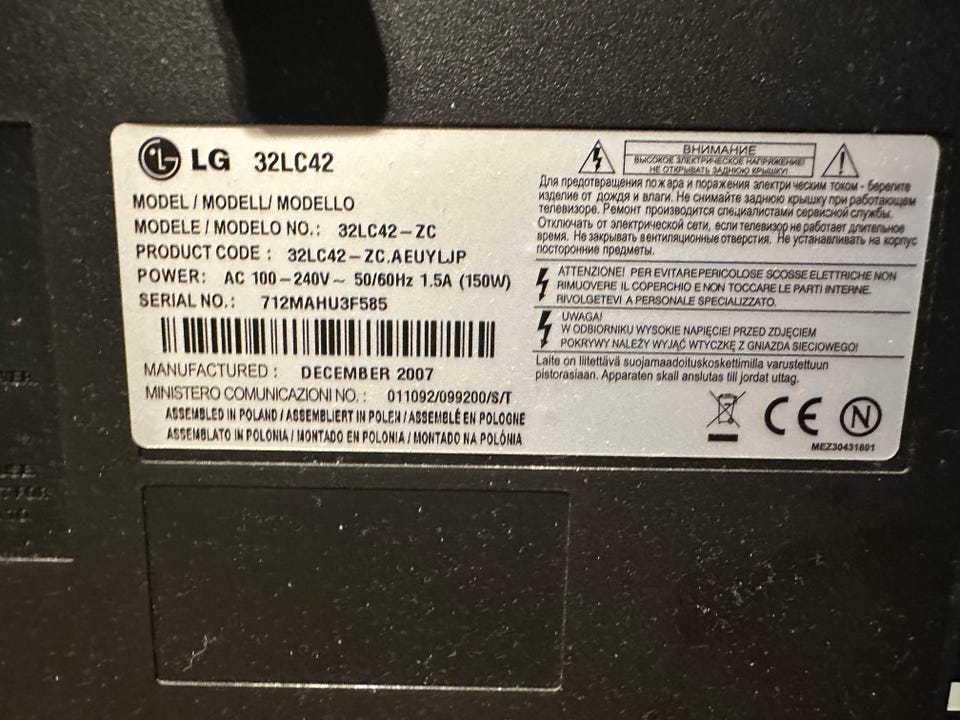 LG 32LC42
MODEL / MODELL / MODELLO
MODELE / MODELO NO. : 32LC42-ZC
PRODUCT CODE : 32LC42-ZC.AEUYLJP
POWER: AC 100-240V~ 50/60Hz 1.5A (150W)
SERIAL NO. : 712MAHU3F585
MANUFACTURED : DECEMBER 2007
MINISTERO COMUNICAZIONI NO. : 011092/099200/S/T
ASSEMBLED IN POLAND / ASSEMBLIERT IN POLEN / ASSEMBLÉ EN POLOGNE
ASSEMBLATO IN POLONIA / MONTADO EN POLONIA / MONTADO NA POLÓNIA
ВНИМАНИЕ
ВЫСОКОЕ ЭЛЕКТРИЧЕСКОЕ НАПРЯЖЕНИЕ!
НЕ ОТКРЫВАТЬ ЗАДНЮЮ КРЫШКУ!
Для предотвращения пожара и поражения электрическим током - берегите
изделие от дождя и влаги. Не снимайте заднюю крышку при работающем
телевизоре. Ремонт производится специалистами сервисной службы.
Отключать от электрической сети, если телевизор не работает длительное
время. Не закрывать вентиляционные отверстия. Не устанавливать на корпус
посторонние предметы.
ATTENZIONE! PER EVITARE PERICOLOSE SCOSSE ELETTRICHE NON
RIMUOVERE IL COPERCHIO E NON TOCCARE LE PARTI INTERNE.
RIVOLGETEVI A PERSONALE SPECIALIZZATO.
UWAGA!
W ODBIORNIKU WYSOKIE NAPIĘCIE! PRZED ZDJĘCIEM
POKRYWY NALEŻY WYJĄĆ WTYCZKĘ Z GNIAZDA SIECIOWEGO!
Laite on liitettävä suojamaadoituskoskettimilla varustettuun
pistorasiaan. Apparaten skall anslutas till jordat uttag.
CE N
MEZ30431601